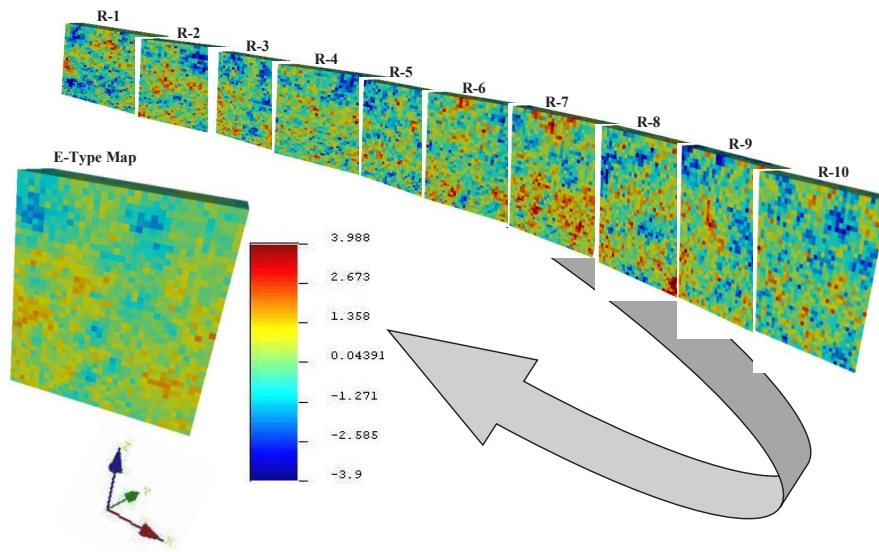 R-1
R-2
R-3
R-4
R-5
R-6
R-7
R-8
R-9
R-10
E-Type Map
3.988
2.673
1.358
0.04391
-1.271
-2.585
-3.9
Z
Y
X